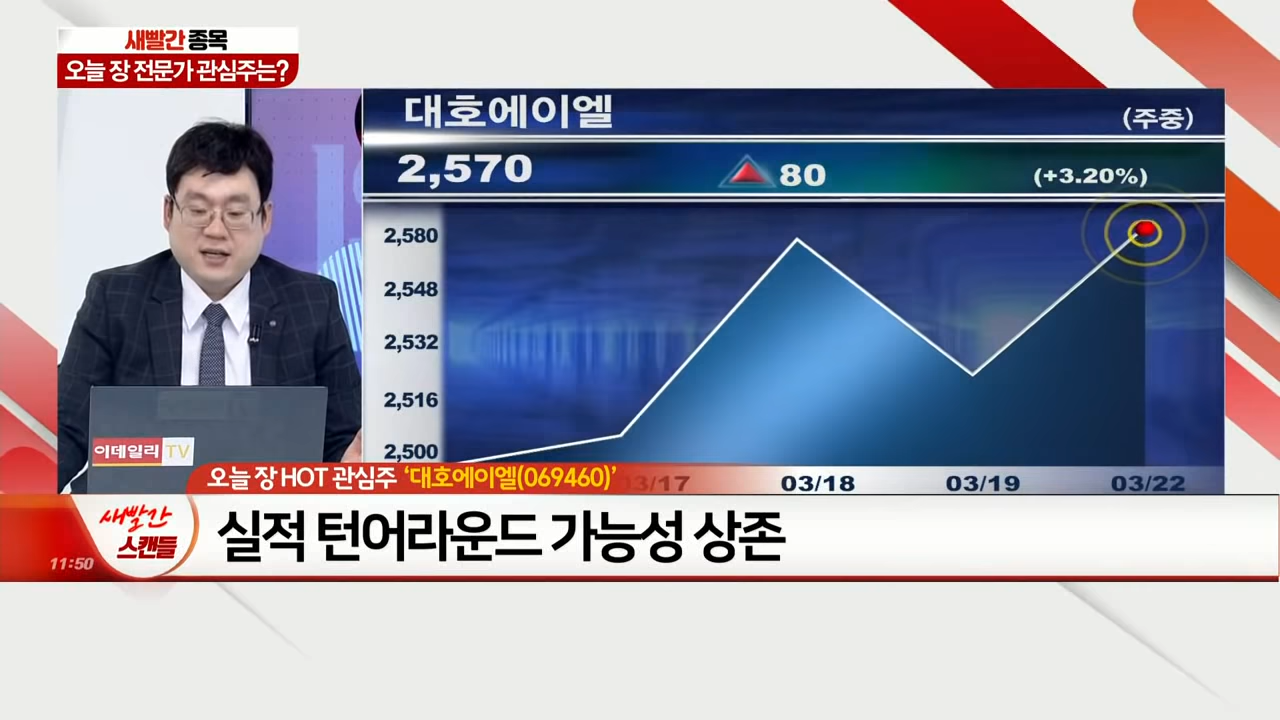 새빨간 종목
오늘 장 전문가 관심주는?
대호에이엘
(주중)
2,570
80
(+3.20%)
2,580
2,548
2,532
2,516
2,500
03/17
03/18
03/19
03/22
이데일리 TV
오늘 장 HOT 관심주 '대호에이엘(069460)'
새빨간
스캔들
11:50
실적 턴어라운드 가능성 상존